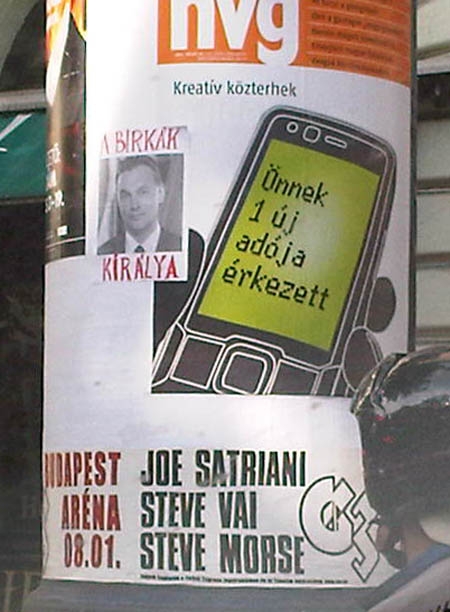 hvg
Kreatív közterhek
A BIRKÁK
KIRÁLYA
Önnek
1 új
adója
érkezett
BUDAPEST
ARÉNA
08.01.
JOE SATRIANI
STEVE VAI
STEVE MORSE
G3